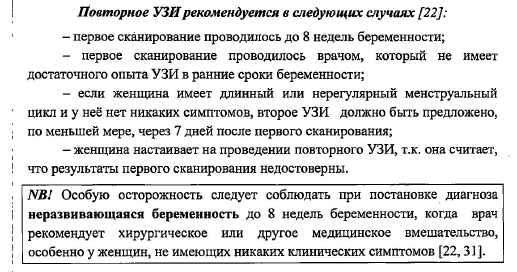 Повторное УЗИ рекомендуется в следующих случаях [22]:
– первое сканирование проводилось до 8 недель беременности;
– первое сканирование проводилось врачом, который не имеет
достаточного опыта УЗИ в ранние сроки беременности;
– если женщина имеет длинный или нерегулярный менструальный
цикл и у неё нет никаких симптомов, второе УЗИ должно быть предложено,
по меньшей мере, через 7 дней после первого сканирования;
– женщина настаивает на проведении повторного УЗИ, т.к. она считает,
что результаты первого сканирования недостоверны.
NB! Особую осторожность следует соблюдать при постановке диагноза
неразвивающаяся беременность до 8 недель беременности, когда врач
рекомендует хирургическое или другое медицинское вмешательство,
особенно у женщин, не имеющих никаких клинических симптомов [22, 31].